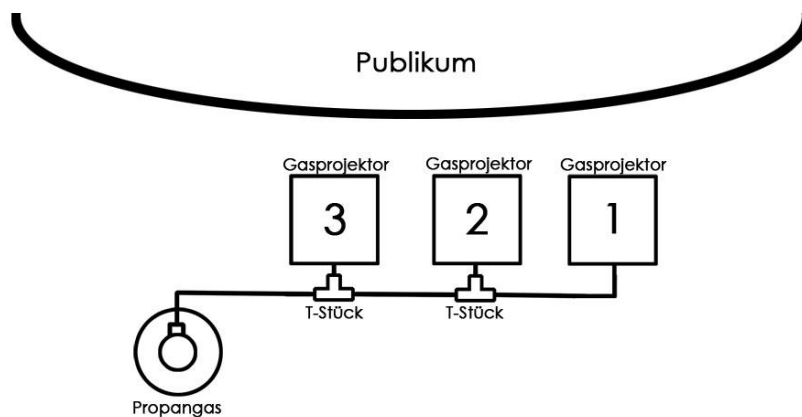 Publikum
Gasprojektor
Gasprojektor
Gasprojektor
3
2
1
T-Stück
T-Stück
Propangas